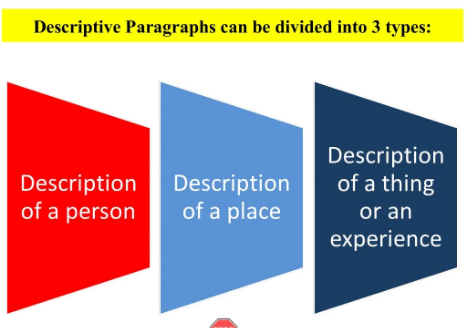 Descriptive Paragraphs can be divided into 3 types:
Description
of a person
Description
of a place
Description
of a thing
or an
experience